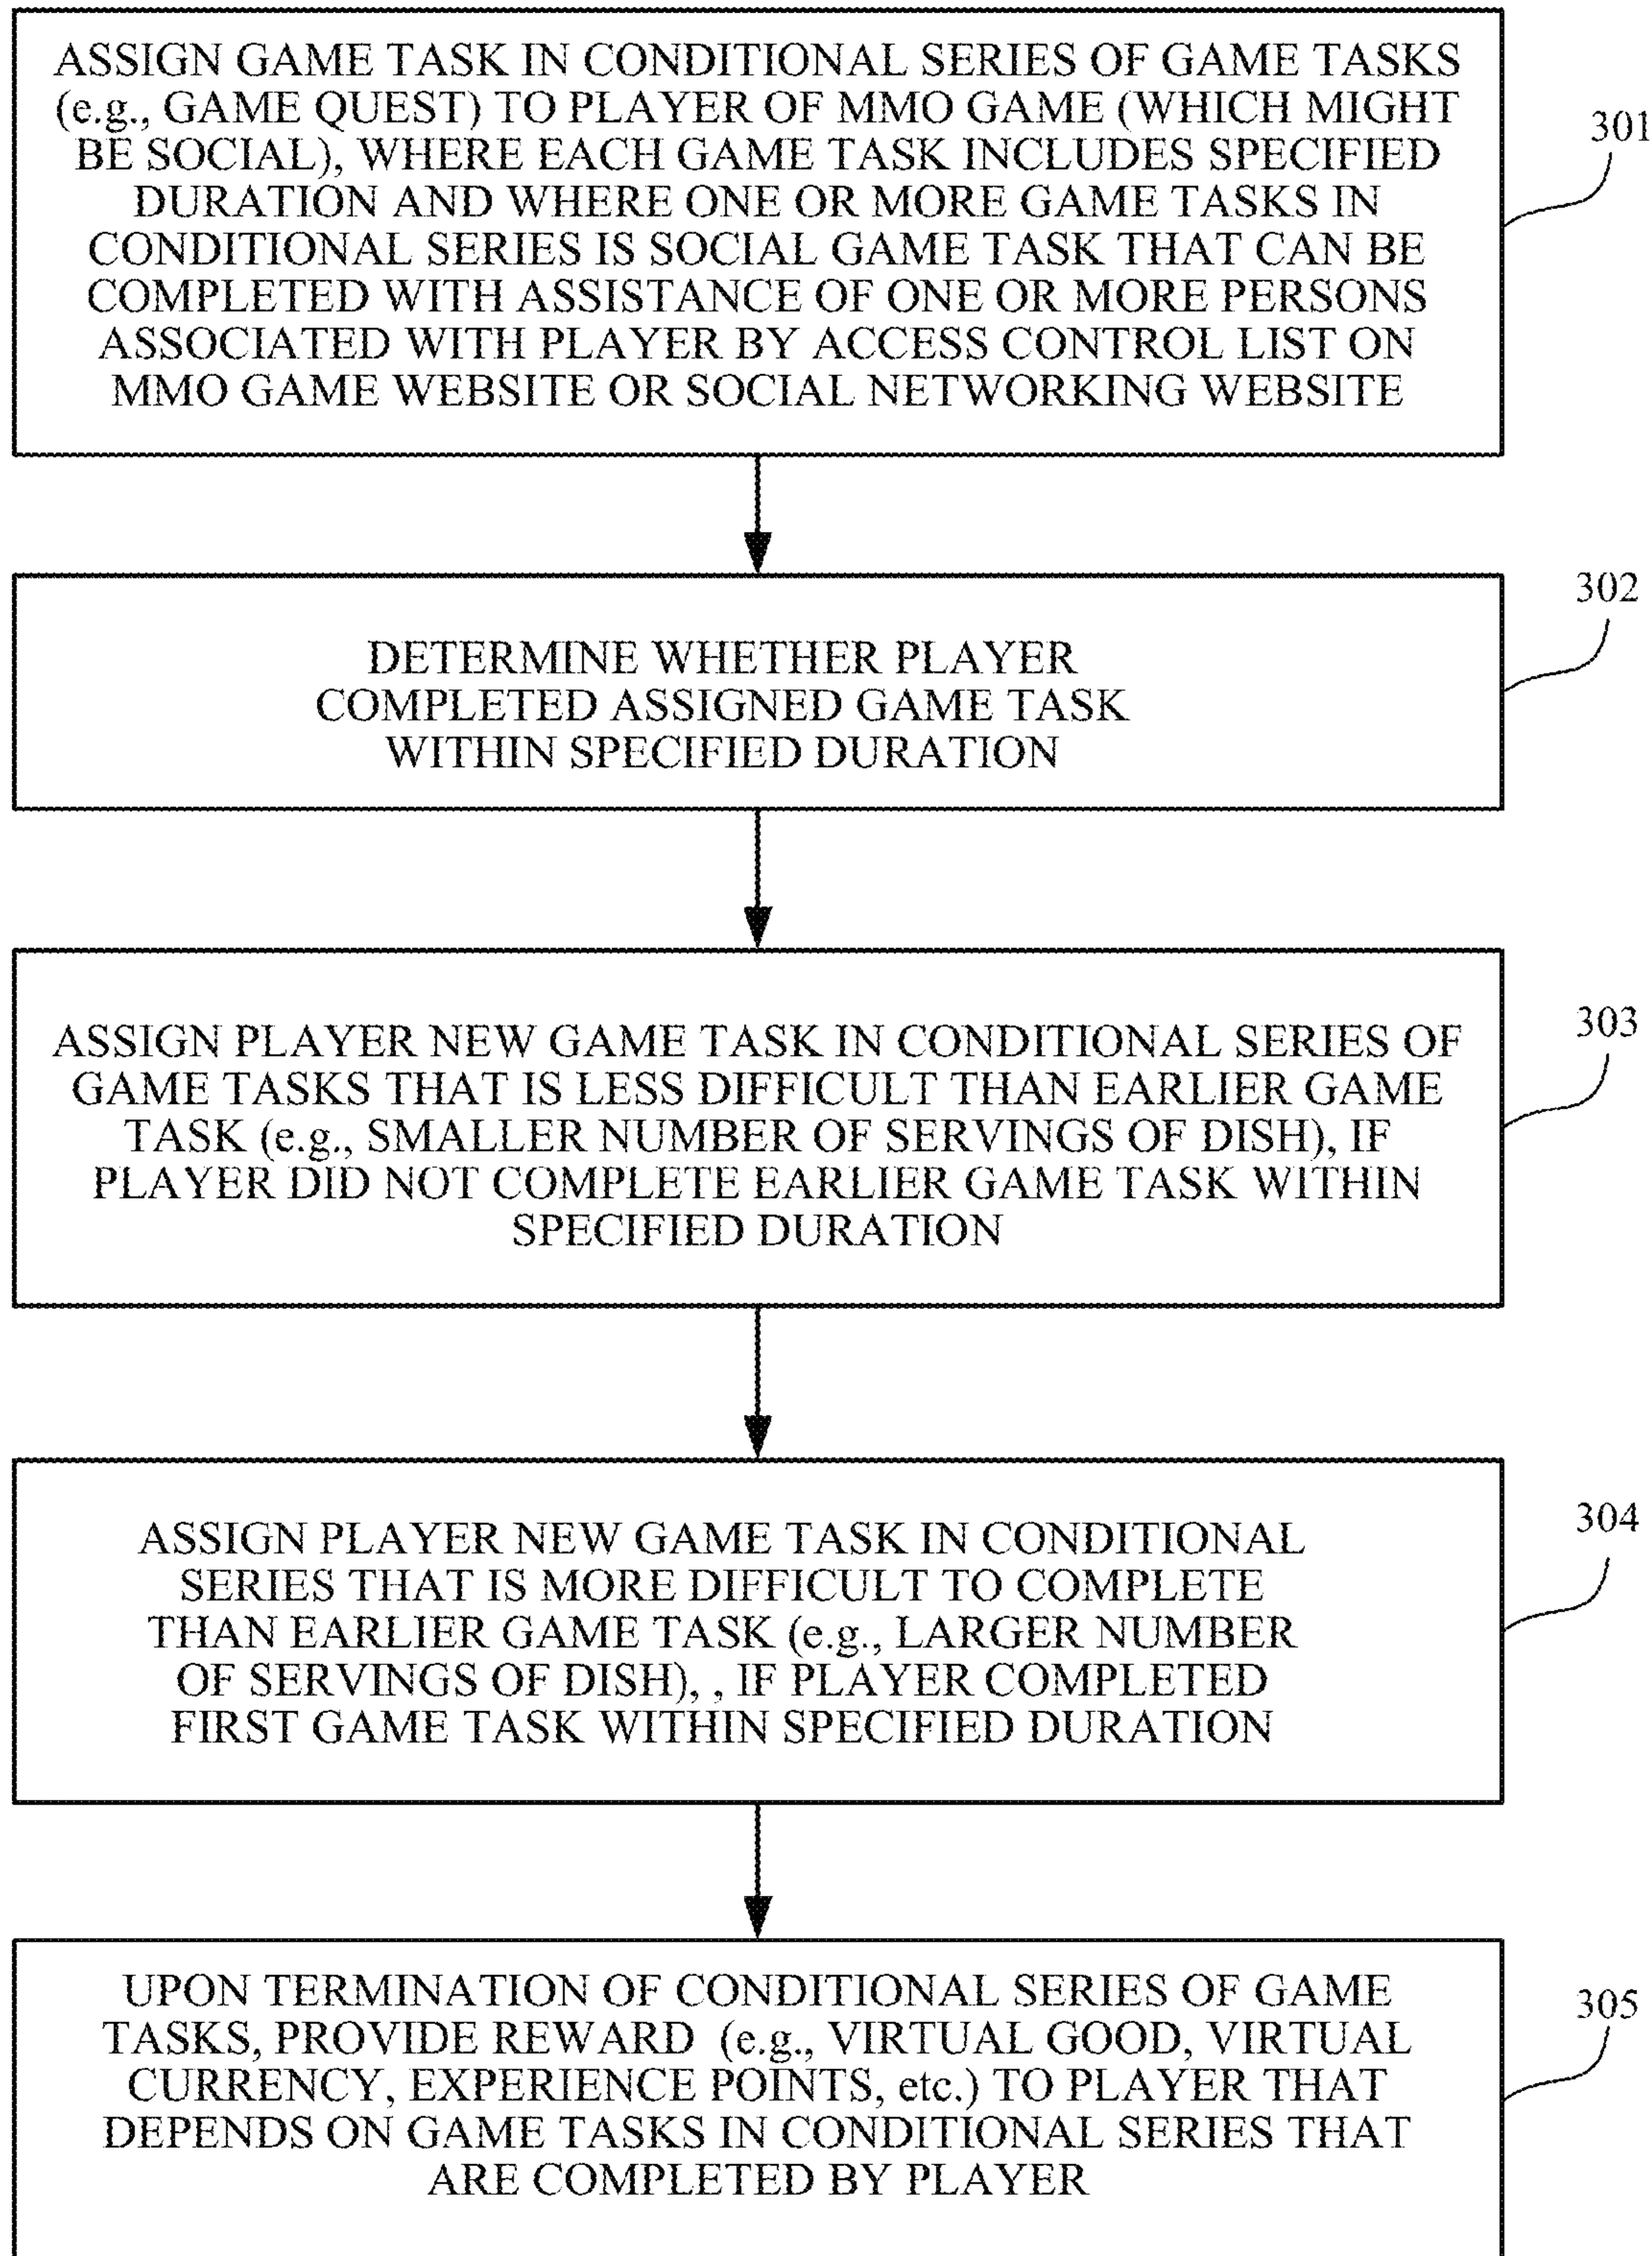 ASSIGN GAME TASK IN CONDITIONAL SERIES OF GAME TASKS
(e.g., GAME QUEST) TO PLAYER OF MMO GAME (WHICH MIGHT
BE SOCIAL), WHERE EACH GAME TASK INCLUDES SPECIFIED
DURATION AND WHERE ONE OR MORE GAME TASKS IN
CONDITIONAL SERIES IS SOCIAL GAME TASK THAT CAN BE
COMPLETED WITH ASSISTANCE OF ONE OR MORE PERSONS
ASSOCIATED WITH PLAYER BY ACCESS CONTROL LIST ON
MMO GAME WEBSITE OR SOCIAL NETWORKING WEBSITE
301
DETERMINE WHETHER PLAYER
COMPLETED ASSIGNED GAME TASK
WITHIN SPECIFIED DURATION
302
ASSIGN PLAYER NEW GAME TASK IN CONDITIONAL SERIES OF
GAME TASKS THAT IS LESS DIFFICULT THAN EARLIER GAME
TASK (e.g., SMALLER NUMBER OF SERVINGS OF DISH), IF
PLAYER DID NOT COMPLETE EARLIER GAME TASK WITHIN
SPECIFIED DURATION
303
ASSIGN PLAYER NEW GAME TASK IN CONDITIONAL
SERIES THAT IS MORE DIFFICULT TO COMPLETE
THAN EARLIER GAME TASK (e.g., LARGER NUMBER
OF SERVINGS OF DISH), , IF PLAYER COMPLETED
FIRST GAME TASK WITHIN SPECIFIED DURATION
304
UPON TERMINATION OF CONDITIONAL SERIES OF GAME
TASKS, PROVIDE REWARD (e.g., VIRTUAL GOOD, VIRTUAL
CURRENCY, EXPERIENCE POINTS, etc.) TO PLAYER THAT
DEPENDS ON GAME TASKS IN CONDITIONAL SERIES THAT
ARE COMPLETED BY PLAYER
305